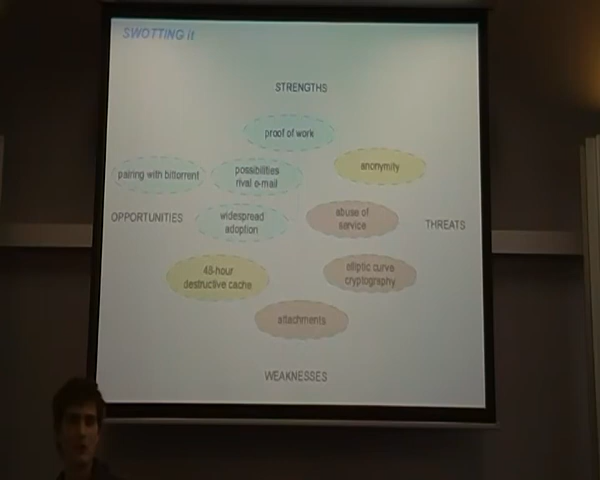 SWOTTING it
STRENGTHS
proof of work
anonymity
pairing with bittorrent
possibilities
rival e-mail
OPPORTUNITIES
widespread
adoption
abuse of
service
THREATS
48-hour
destructive cache
elliptic curve
cryptography
attachments
WEAKNESSES